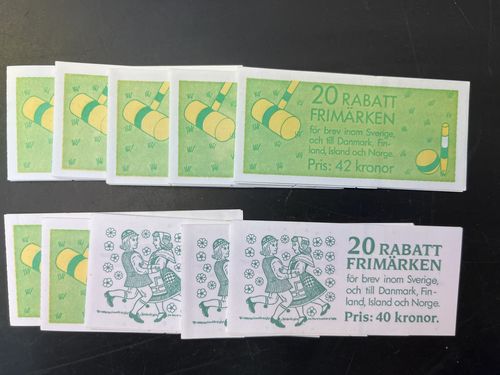 20 RABATT
FRIMÄRKEN
för brev inom Sverige,
och till Danmark, Fin-
land, Island och Norge.
Pris: 42 kronor
20 RABATT
FRIMÄRKEN
för brev inom Sverige,
och till Danmark, Fin-
land, Island och Norge.
Pris: 40 kronor.